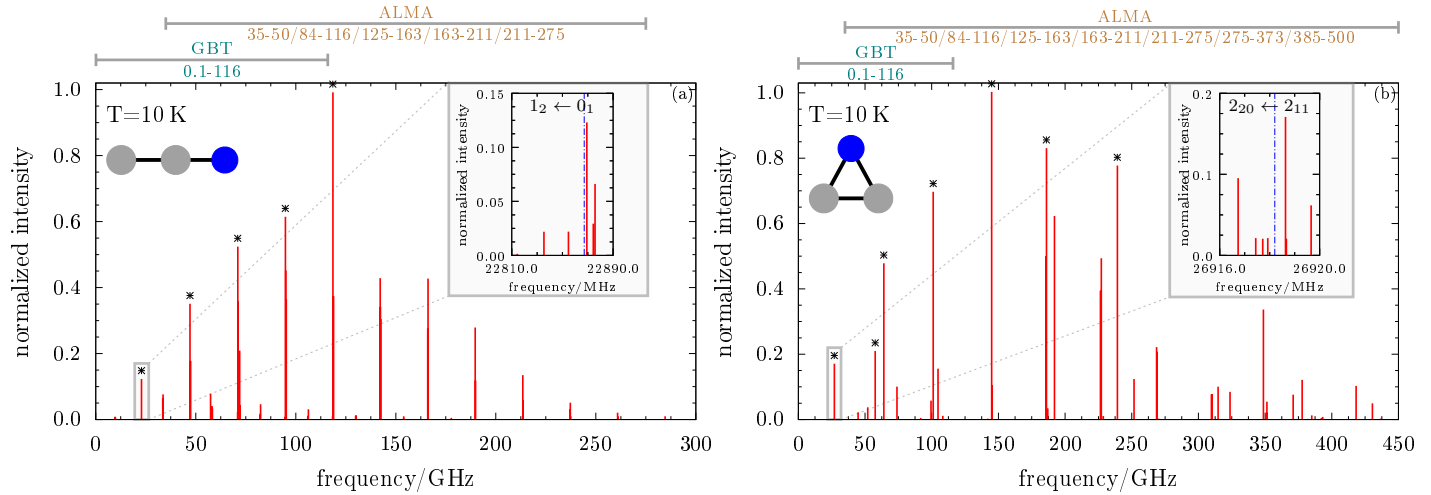 ALMA
35-50/84-116/125-163/163-211/211-275
GBT
0.1-116
(a)
T=10 K
normalized intensity
1.0
0.8
0.6
0.4
0.2
0.0
0 50 100 150 200 250 300
frequency/GHz
1₂ ← 0₁
normalized intensity
0.15
0.10
0.05
0.00
22810.0 22890.0
frequency/MHz
ALMA
35-50/84-116/125-163/163-211/211-275/275-373/385-500
GBT
0.1-116
(b)
T=10 K
normalized intensity
1.0
0.8
0.6
0.4
0.2
0.0
0 50 100 150 200 250 300 350 400 450
frequency/GHz
2₂₀ ← 2₁₁
normalized intensity
0.2
0.1
0.0
26916.0 26920.0
frequency/MHz